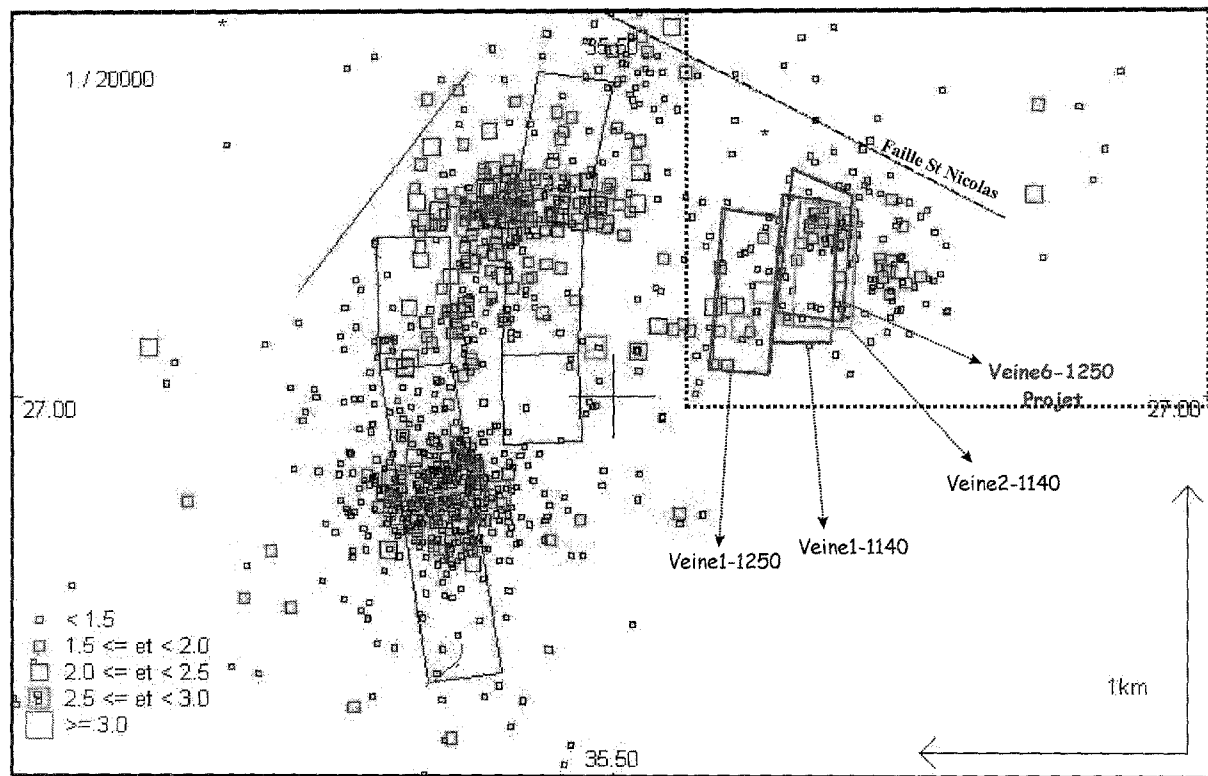 35.50
1./ 20000
Faille St Nicolas
Veine6-1250
Projet
27.00
27.00
Veine2-1140
Veine1-1140
Veine1-1250
< 1.5
1.5 <= et < 2.0
2.0 <= et < 2.5
2.5 <= et < 3.0
>= 3.0
1km
35.50